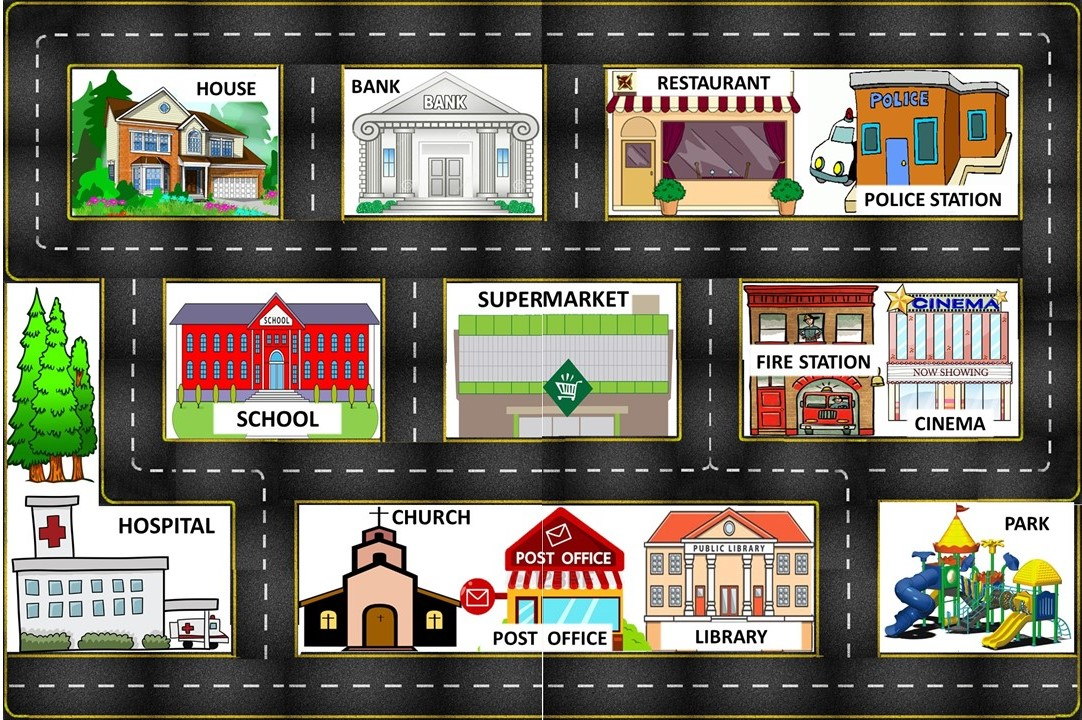 HOUSE
BANK
BANK
RESTAURANT
POLICE
POLICE STATION
SCHOOL
SCHOOL
SUPERMARKET
FIRE STATION
CINEMA
NOW SHOWING
CINEMA
HOSPITAL
CHURCH
POST OFFICE
POST OFFICE
PUBLIC LIBRARY
LIBRARY
PARK